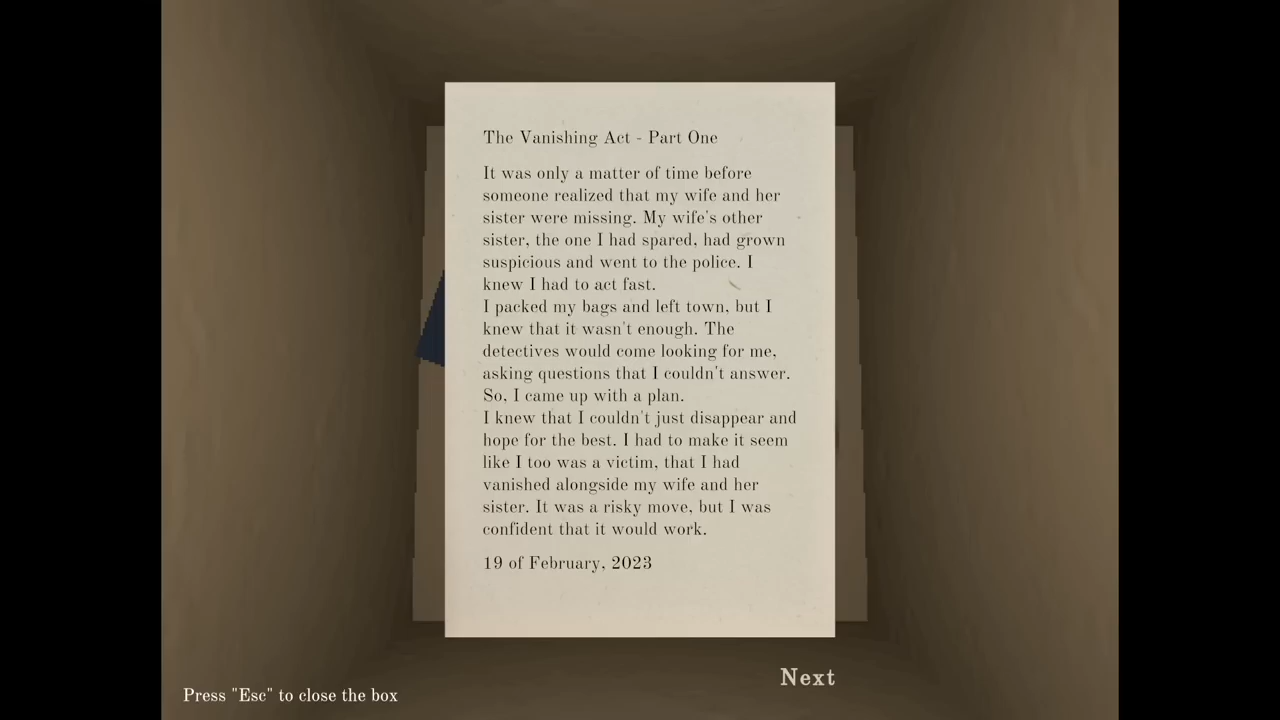 The Vanishing Act - Part One
It was only a matter of time before
someone realized that my wife and her
sister were missing. My wife's other
sister, the one I had spared, had grown
suspicious and went to the police. I
knew I had to act fast.
I packed my bags and left town, but I
knew that it wasn't enough. The
detectives would come looking for me,
asking questions that I couldn't answer.
So, I came up with a plan.
I knew that I couldn't just disappear and
hope for the best. I had to make it seem
like I too was a victim, that I had
vanished alongside my wife and her
sister. It was a risky move, but I was
confident that it would work.
19 of February, 2023
Next
Press "Esc" to close the box